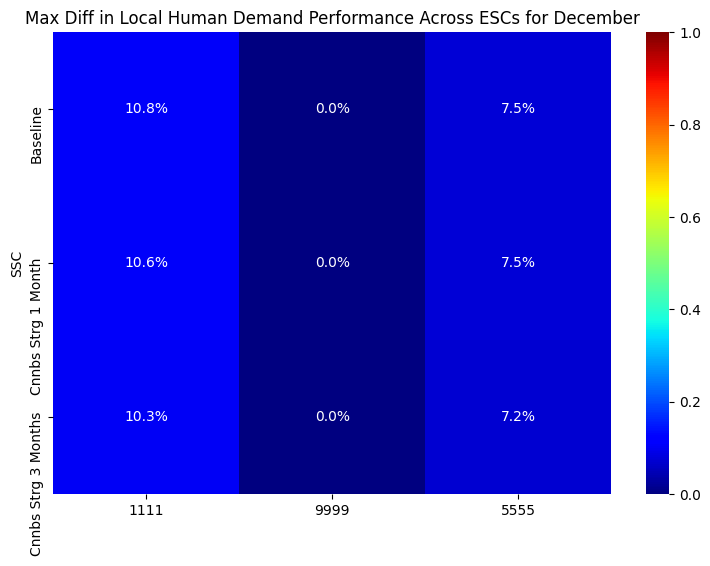 Max Diff in Local Human Demand Performance Across ESCs for December
SSC
Baseline
10.8% 0.0% 7.5%
Cnnbs Strg 1 Month
10.6% 0.0% 7.5%
Cnnbs Strg 3 Months
10.3% 0.0% 7.2%
1111 9999 5555
1.0
0.8
0.6
0.4
0.2
0.0